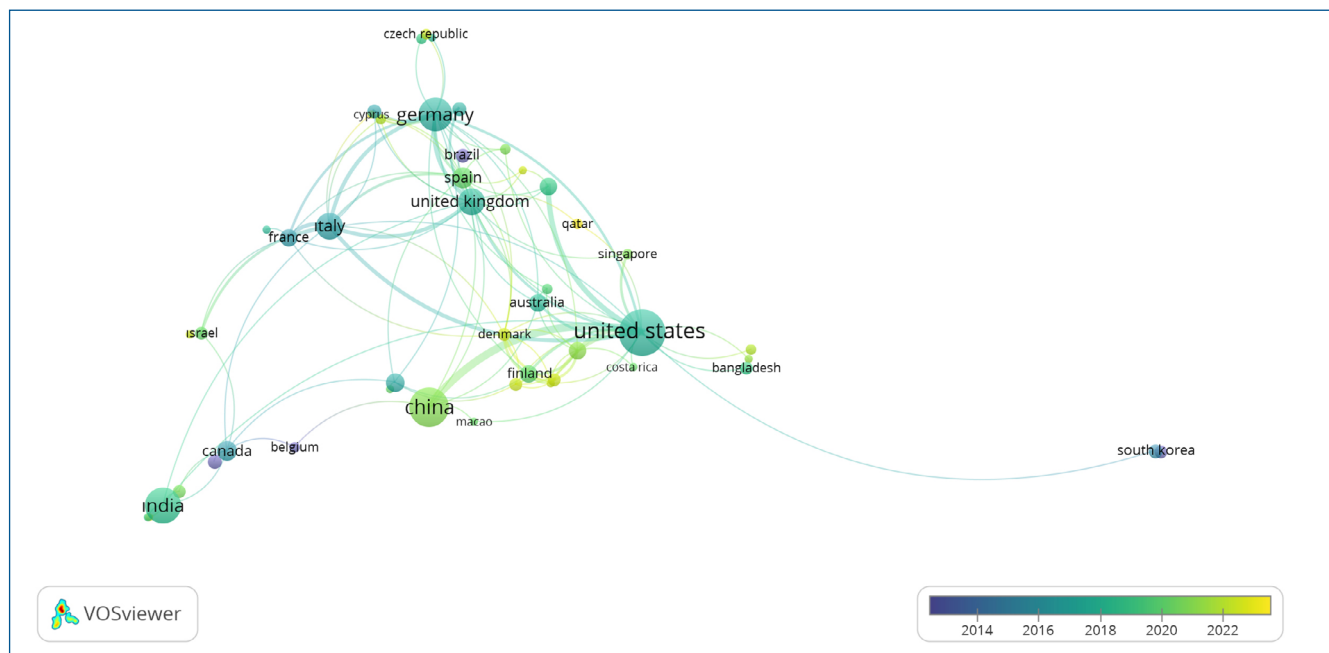 czech republic
cyprus
germany
brazil
spain
united kingdom
italy
france
qatar
singapore
australia
israel
denmark
united states
finland
costa rica
bangladesh
china
macao
canada
belgium
south korea
india
VOSviewer
2014 2016 2018 2020 2022